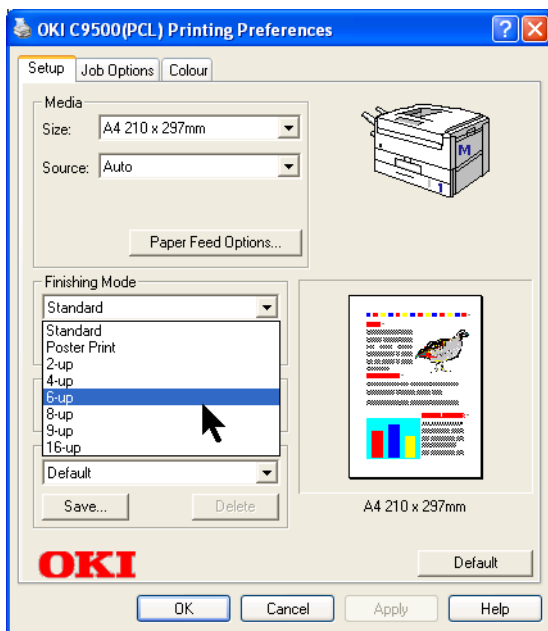 OKI C9500(PCL) Printing Preferences
Setup Job Options Colour
Media
Size: A4 210 x 297mm
Source: Auto
M
1
Paper Feed Options...
Finishing Mode
Standard
Standard
Poster Print
2-up
4-up
6-up
8-up
9-up
16-up
Default
Save... Delete
A4 210 x 297mm
OKI
Default
OK Cancel Apply Help